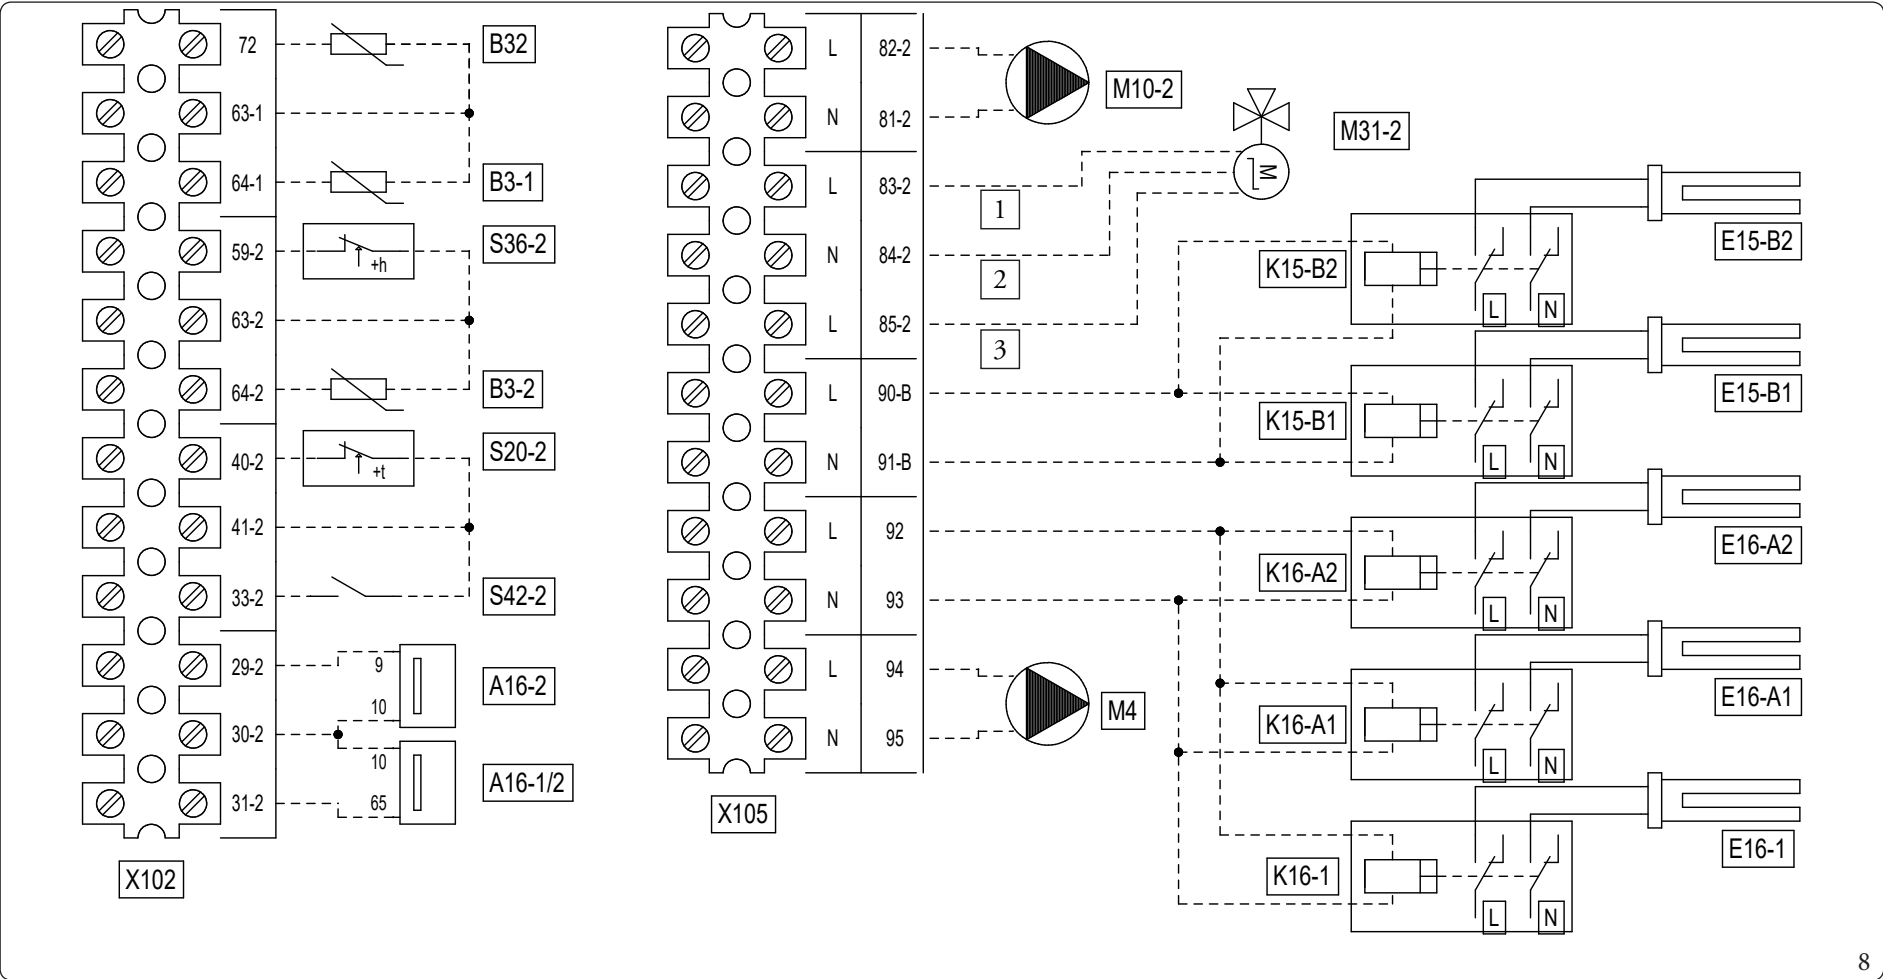 72
B32
63-1
64-1
B3-1
59-2
+h
S36-2
63-2
64-2
B3-2
40-2
+t
S20-2
41-2
33-2
S42-2
29-2
9
10
A16-2
30-2
10
65
A16-1/2
31-2
X102
L 82-2
N 81-2
M10-2
L 83-2
1
N 84-2
2
L 85-2
3
M
M31-2
L 90-B
N 91-B
L 92
N 93
L 94
N 95
M4
X105
K15-B2
L N
E15-B2
K15-B1
L N
E15-B1
K16-A2
L N
E16-A2
K16-A1
L N
E16-A1
K16-1
L N
E16-1
8